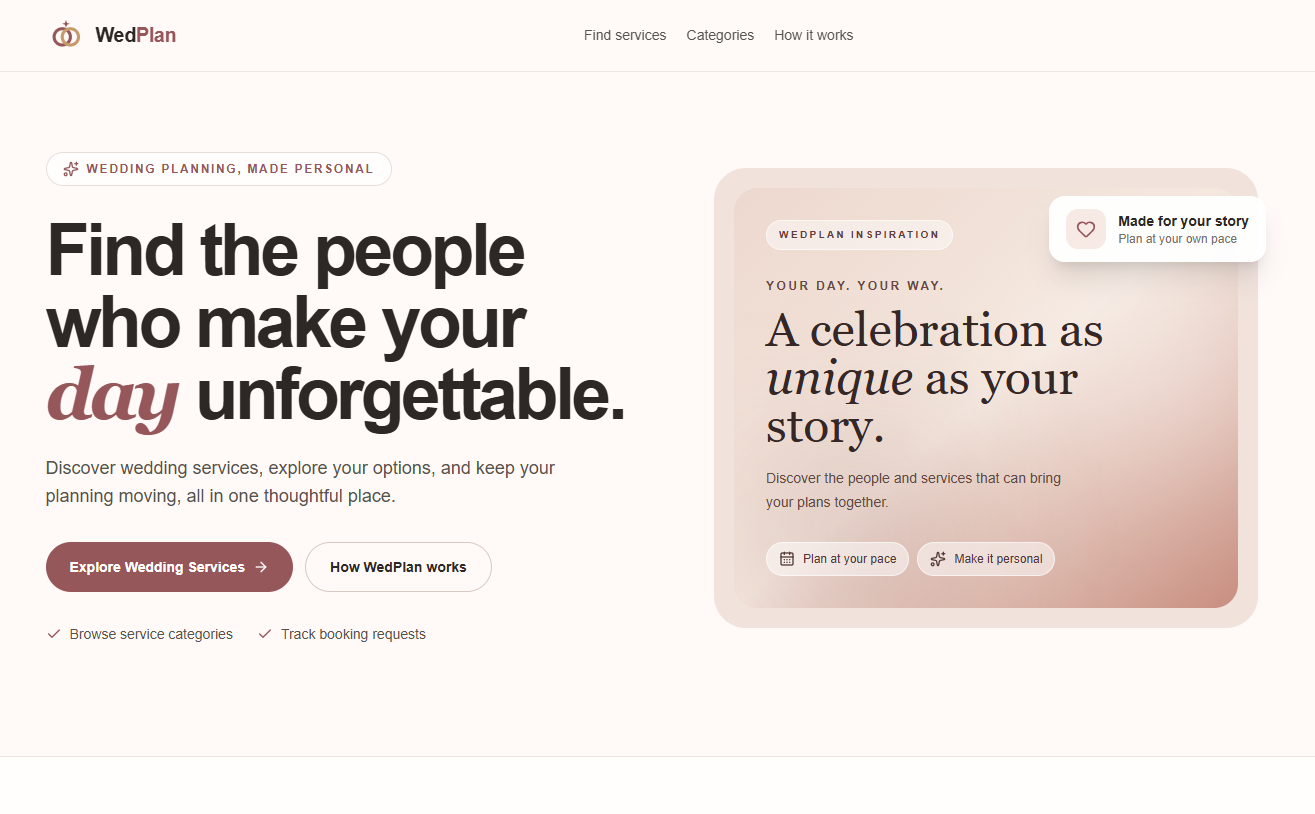 WedPlan
Find services
Categories
How it works
WEDDING PLANNING, MADE PERSONAL
Find the people
who make your
day unforgettable.
Discover wedding services, explore your options, and keep your
planning moving, all in one thoughtful place.
Explore Wedding Services
How WedPlan works
Browse service categories
Track booking requests
WEDPLAN INSPIRATION
Made for your story
Plan at your own pace
YOUR DAY. YOUR WAY.
A celebration as
unique as your
story.
Discover the people and services that can bring
your plans together.
Plan at your pace
Make it personal